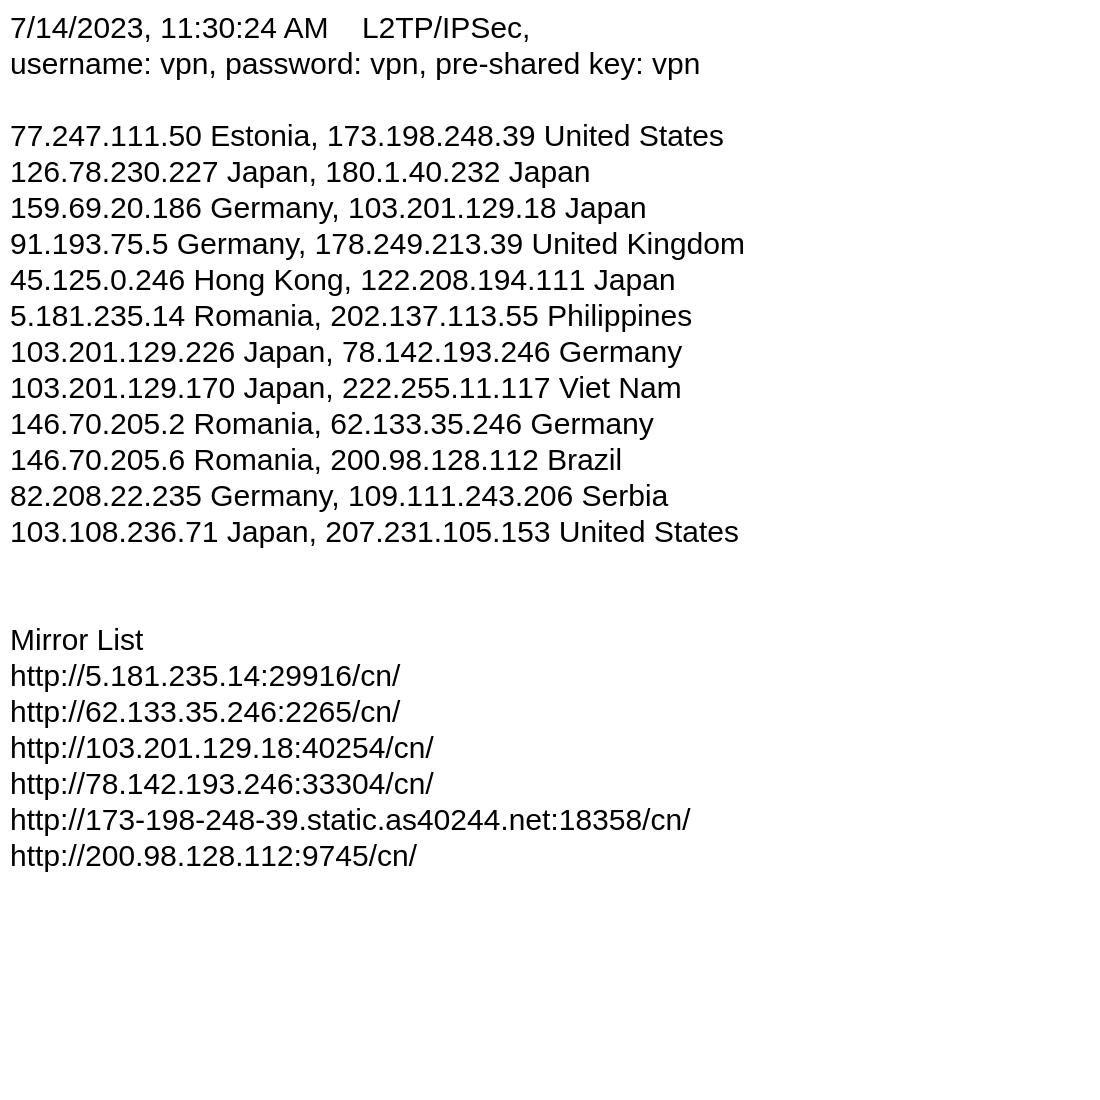 7/14/2023, 11:30:24 AM    L2TP/IPSec,
username: vpn, password: vpn, pre-shared key: vpn
77.247.111.50 Estonia, 173.198.248.39 United States
126.78.230.227 Japan, 180.1.40.232 Japan
159.69.20.186 Germany, 103.201.129.18 Japan
91.193.75.5 Germany, 178.249.213.39 United Kingdom
45.125.0.246 Hong Kong, 122.208.194.111 Japan
5.181.235.14 Romania, 202.137.113.55 Philippines
103.201.129.226 Japan, 78.142.193.246 Germany
103.201.129.170 Japan, 222.255.11.117 Viet Nam
146.70.205.2 Romania, 62.133.35.246 Germany
146.70.205.6 Romania, 200.98.128.112 Brazil
82.208.22.235 Germany, 109.111.243.206 Serbia
103.108.236.71 Japan, 207.231.105.153 United States
Mirror List
http://5.181.235.14:29916/cn/
http://62.133.35.246:2265/cn/
http://103.201.129.18:40254/cn/
http://78.142.193.246:33304/cn/
http://173-198-248-39.static.as40244.net:18358/cn/
http://200.98.128.112:9745/cn/